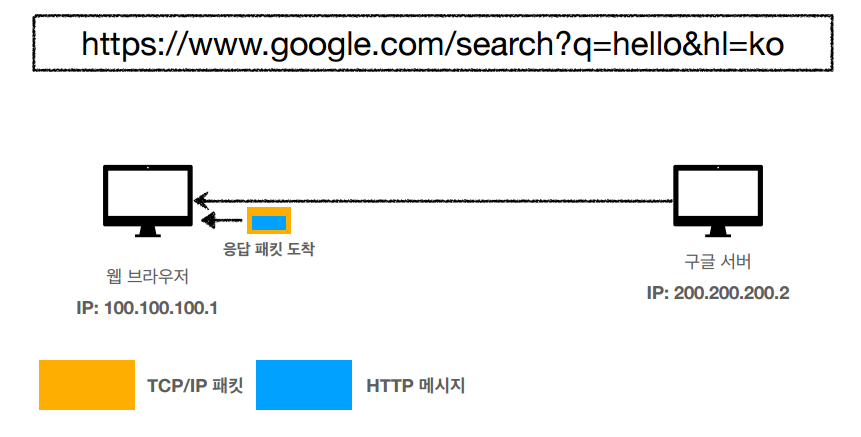 https://www.google.com/search?q=hello&hl=ko
응답 패킷 도착
웹 브라우저
IP: 100.100.100.1
구글 서버
IP: 200.200.200.2
TCP/IP 패킷
HTTP 메시지